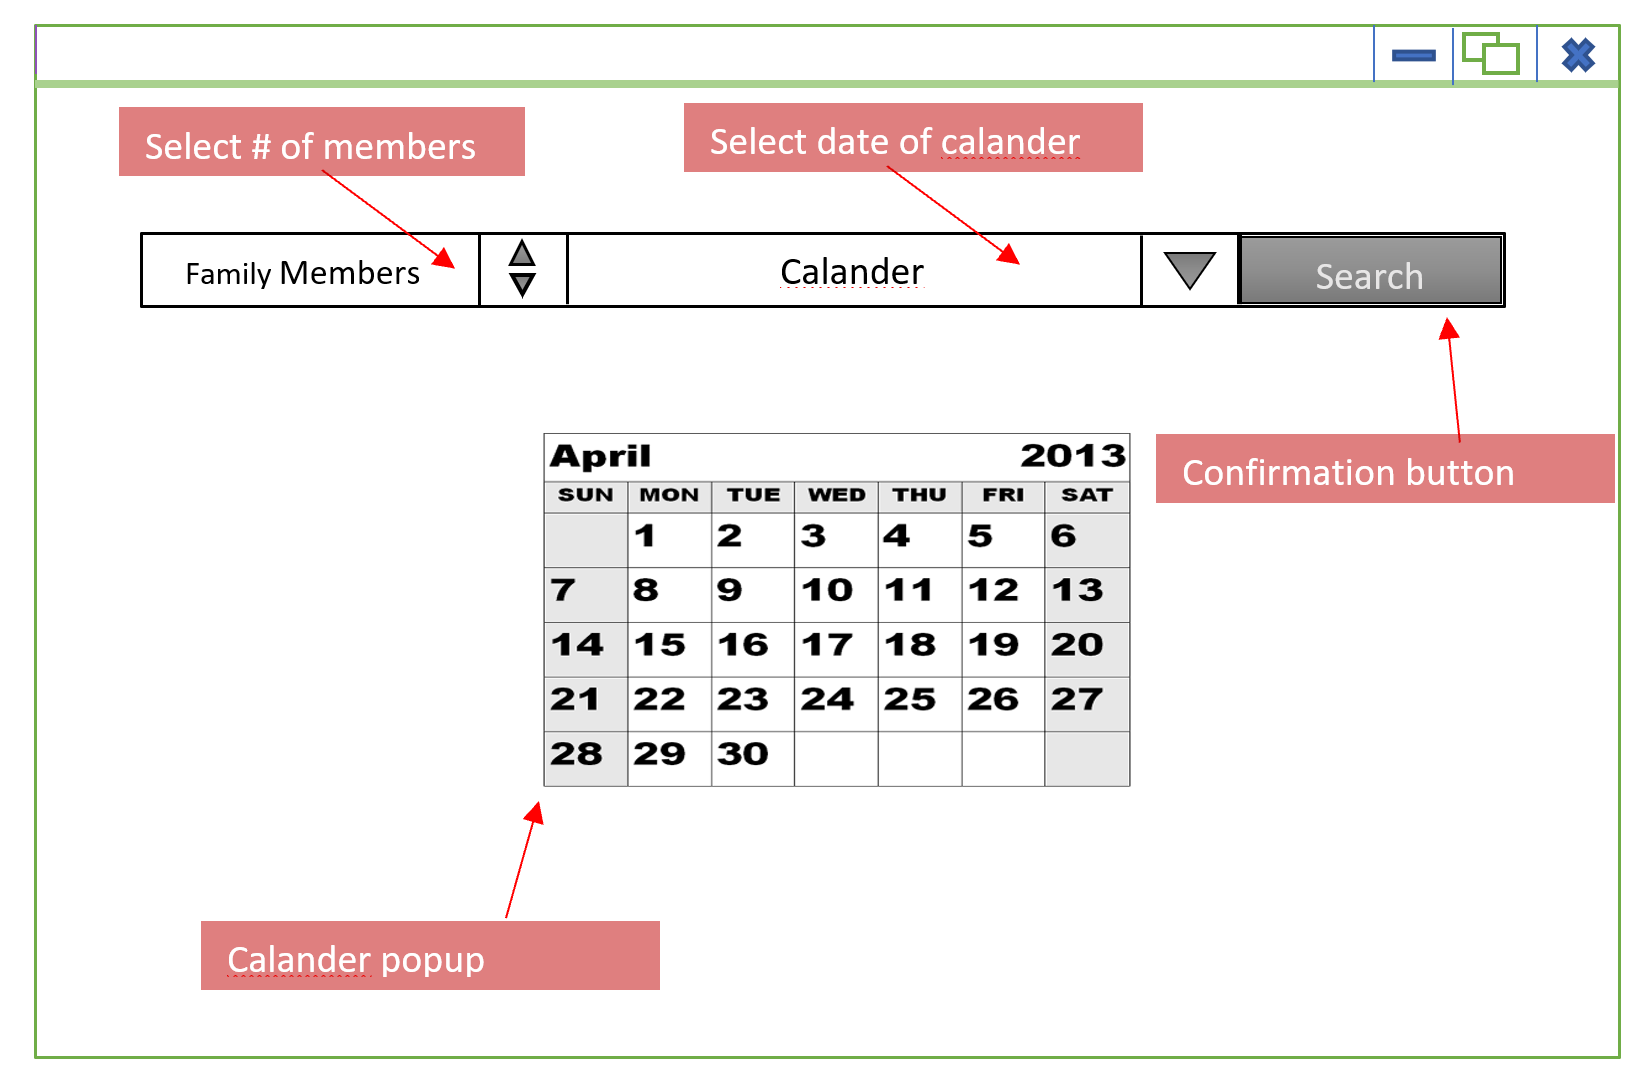 Select # of members
Select date of calander
Family Members
Calander
Search
Confirmation button
April 2013
SUN MON TUE WED THU FRI SAT
1 2 3 4 5 6
7 8 9 10 11 12 13
14 15 16 17 18 19 20
21 22 23 24 25 26 27
28 29 30
Calander popup